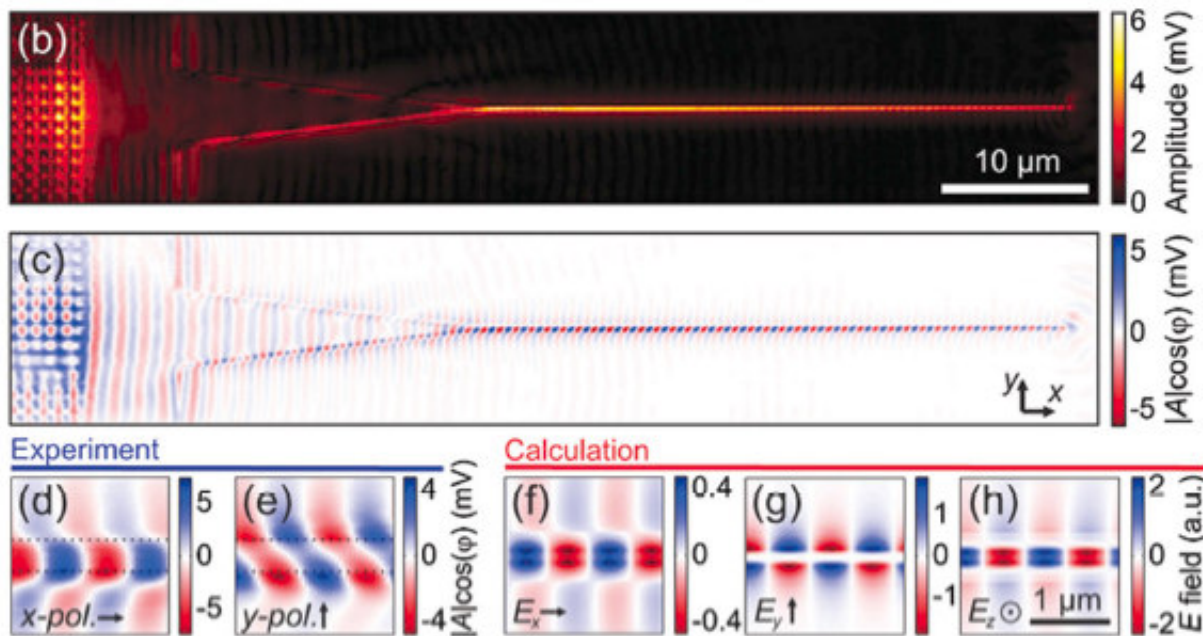 (b)
10 µm
6
4
2
0
Amplitude (mV)
(c)
y
x
5
0
-5
|A|cos(φ) (mV)
Experiment
Calculation
(d)
x-pol.→
5
0
-5
(e)
y-pol.↑
4
0
-4
|A|cos(φ) (mV)
(f)
Eₓ→
0.4
0
-0.4
(g)
Ey↑
1
0
-1
(h)
Ez⊙
1 µm
2
0
-2
E field (a.u.)